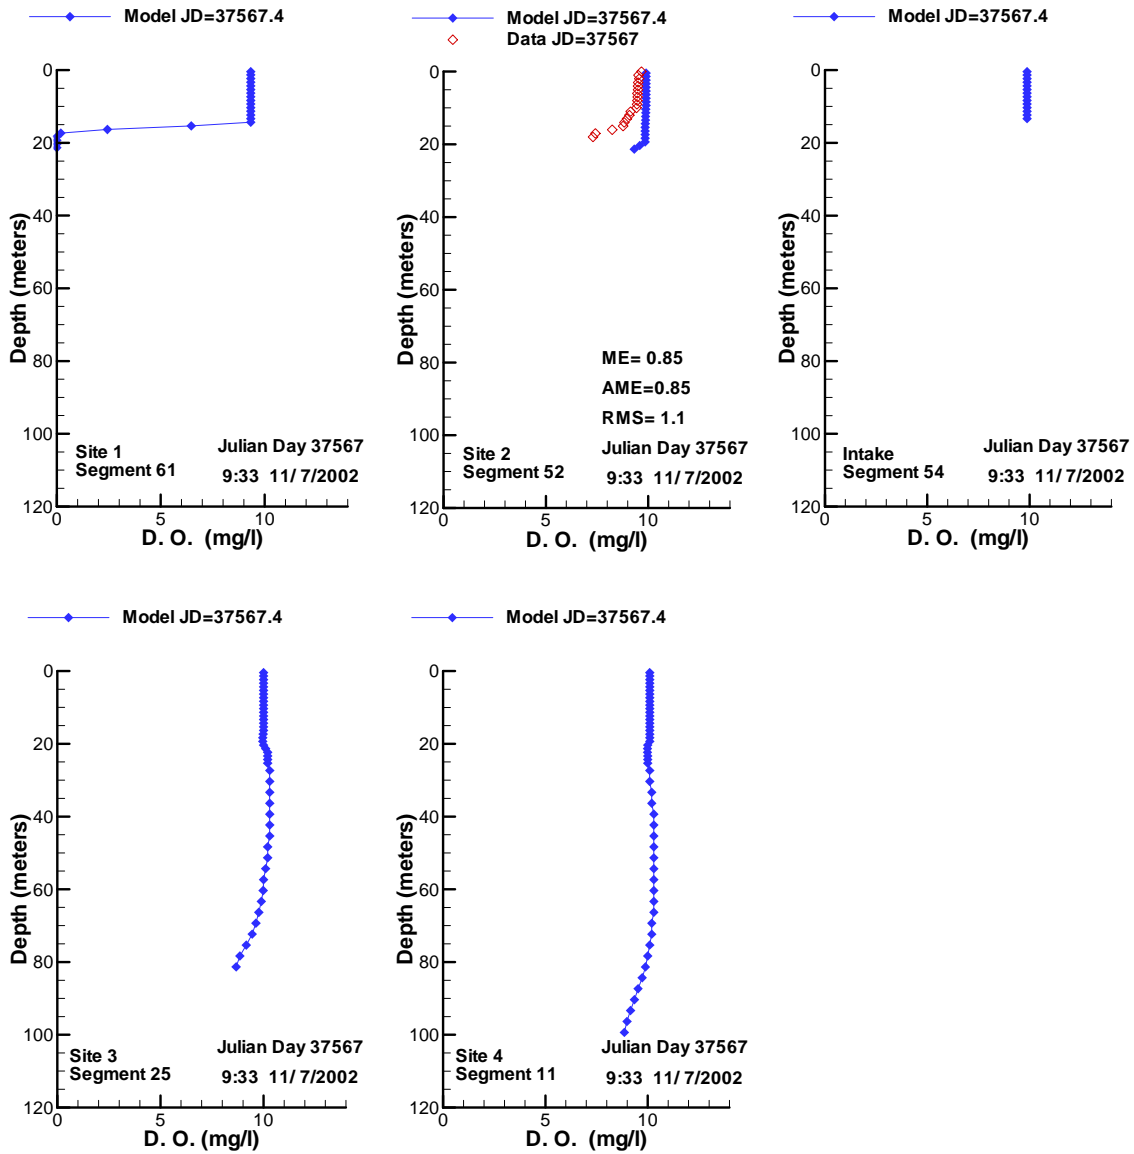 Model JD=37567.4
0
20
40
60
80
100
120
Depth (meters)
Site 1
Segment 61
Julian Day 37567
9:33 11/ 7/2002
0 5 10
D. O. (mg/l)
Model JD=37567.4
Data JD=37567
0
20
40
60
80
100
120
Depth (meters)
ME= 0.85
AME=0.85
RMS= 1.1
Site 2
Segment 52
Julian Day 37567
9:33 11/ 7/2002
0 5 10
D. O. (mg/l)
Model JD=37567.4
0
20
40
60
80
100
120
Depth (meters)
Intake
Segment 54
Julian Day 37567
9:33 11/ 7/2002
0 5 10
D. O. (mg/l)
Model JD=37567.4
0
20
40
60
80
100
120
Depth (meters)
Site 3
Segment 25
Julian Day 37567
9:33 11/ 7/2002
0 5 10
D. O. (mg/l)
Model JD=37567.4
0
20
40
60
80
100
120
Depth (meters)
Site 4
Segment 11
Julian Day 37567
9:33 11/ 7/2002
0 5 10
D. O. (mg/l)